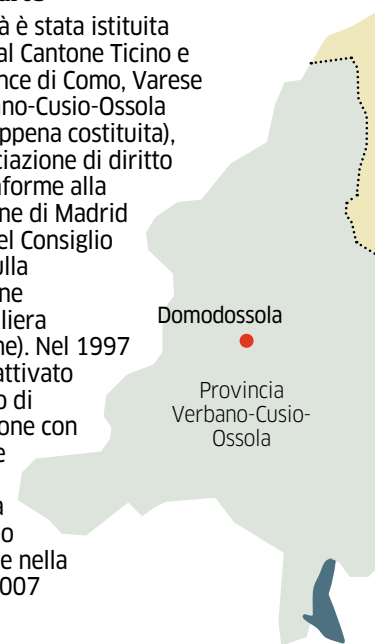 à è stata istituita
al Cantone Ticino e
nce di Como, Varese
no-Cusio-Ossola
ppena costituita),
ciazione di diritto
forme alla
ne di Madrid
el Consiglio
ulla
ne
liera
ne). Nel 1997
attivato
o di
ione con
e
a
o
e nella
007
Domodossola
Provincia
Verbano-Cusio-
Ossola